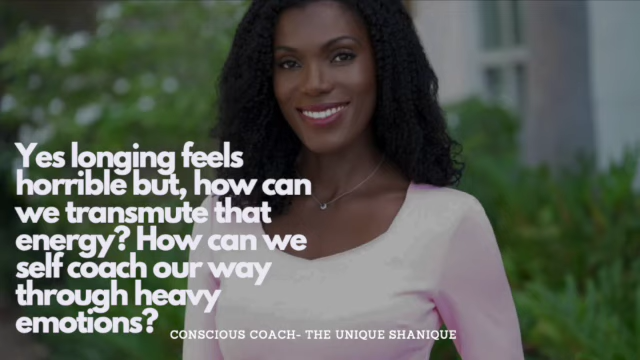 Yes longing feels
horrible but, how can
we transmute that
energy? How can we
self coach our way
through heavy
emotions?
CONSCIOUS COACH- THE UNIQUE SHANIQUE